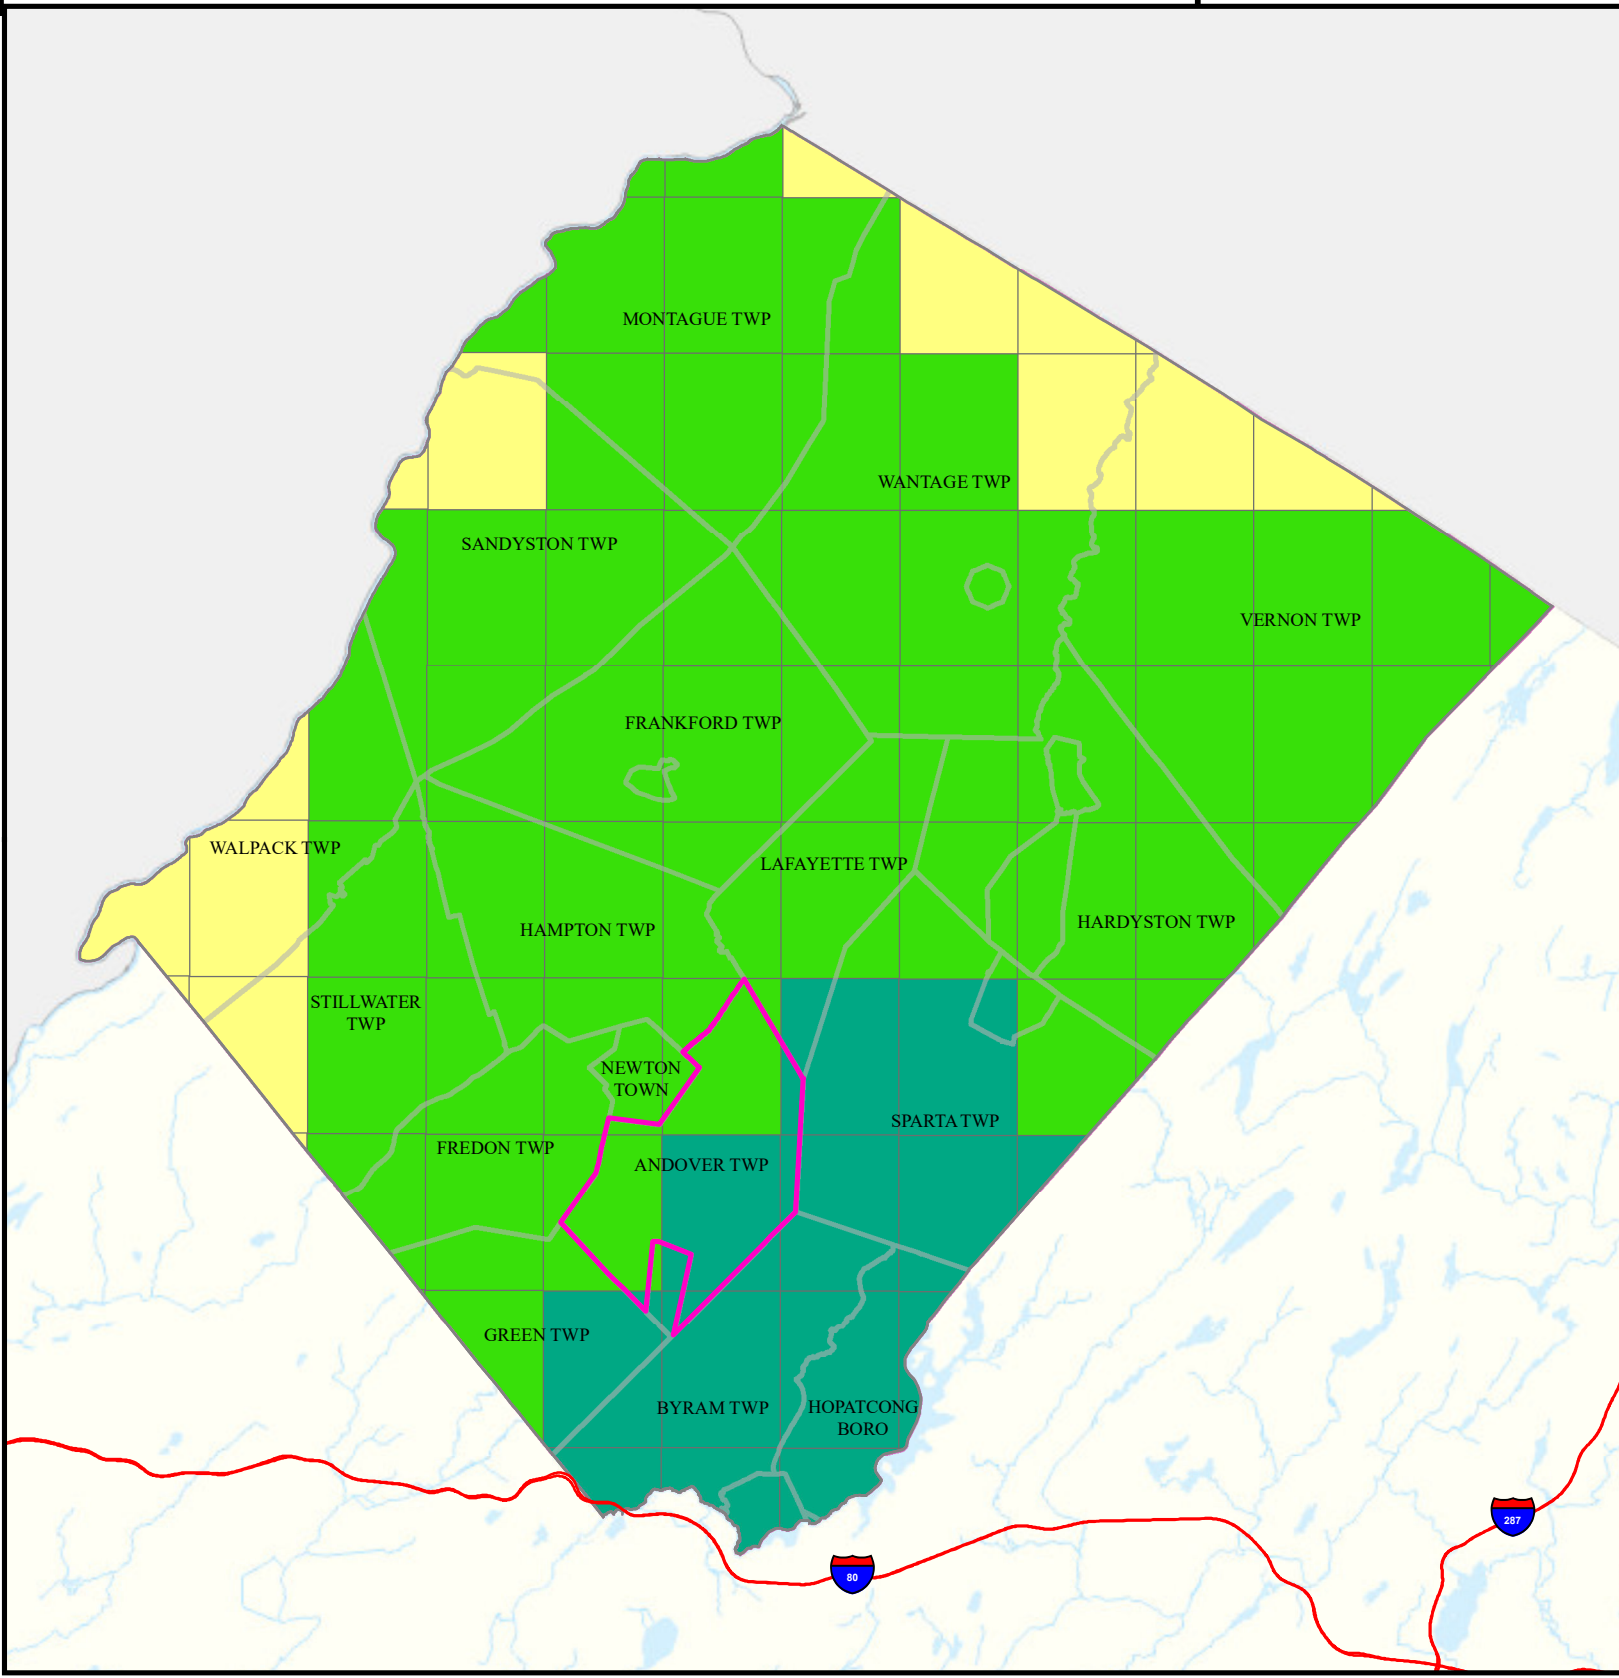 MONTAGUE TWP
WANTAGE TWP
SANDYSTON TWP
VERNON TWP
FRANKFORD TWP
WALPACK TWP
LAFAYETTE TWP
HARDYSTON TWP
HAMPTON TWP
STILLWATER
TWP
NEWTON
TOWN
SPARTA TWP
FREDON TWP
ANDOVER TWP
GREEN TWP
BYRAM TWP
HOPATCONG
BORO
287
80